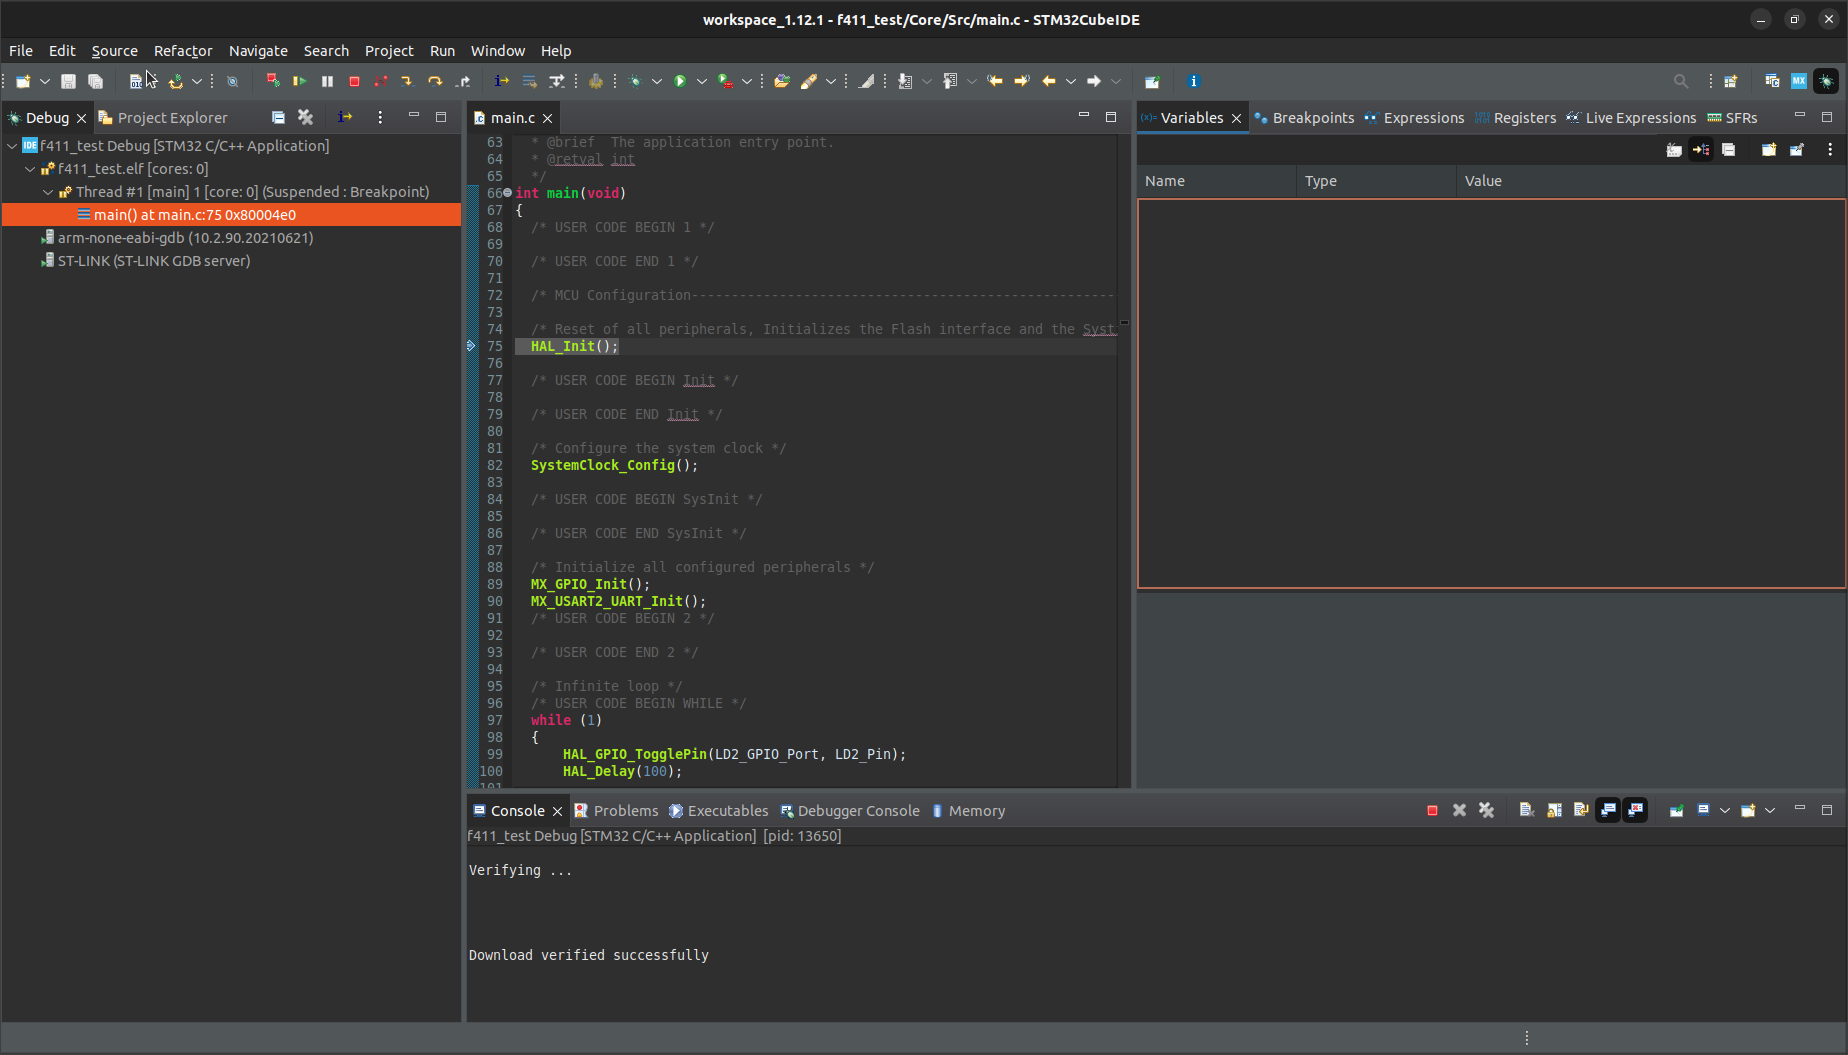 workspace_1.12.1 - f411_test/Core/Src/main.c - STM32CubeIDE
File Edit Source Refactor Navigate Search Project Run Window Help
Debug
Project Explorer
f411_test Debug [STM32 C/C++ Application]
f411_test.elf [cores: 0]
Thread #1 [main] 1 [core: 0] (Suspended : Breakpoint)
main() at main.c:75 0x80004e0
arm-none-eabi-gdb (10.2.90.20210621)
ST-LINK (ST-LINK GDB server)
main.c
63 * @brief  The application entry point.
64 * @retval int
65 */
66 int main(void)
67 {
68 /* USER CODE BEGIN 1 */
69
70 /* USER CODE END 1 */
71
72 /* MCU Configuration-----------------------------------------------------
73
74 /* Reset of all peripherals, Initializes the Flash interface and the Syst
75 HAL_Init();
76
77 /* USER CODE BEGIN Init */
78
79 /* USER CODE END Init */
80
81 /* Configure the system clock */
82 SystemClock_Config();
83
84 /* USER CODE BEGIN SysInit */
85
86 /* USER CODE END SysInit */
87
88 /* Initialize all configured peripherals */
89 MX_GPIO_Init();
90 MX_USART2_UART_Init();
91 /* USER CODE BEGIN 2 */
92
93 /* USER CODE END 2 */
94
95 /* Infinite loop */
96 /* USER CODE BEGIN WHILE */
97 while (1)
98 {
99 HAL_GPIO_TogglePin(LD2_GPIO_Port, LD2_Pin);
100 HAL_Delay(100);
101
Variables Breakpoints Expressions Registers Live Expressions SFRs
Name Type Value
Console Problems Executables Debugger Console Memory
f411_test Debug [STM32 C/C++ Application] [pid: 13650]
Verifying ...
Download verified successfully